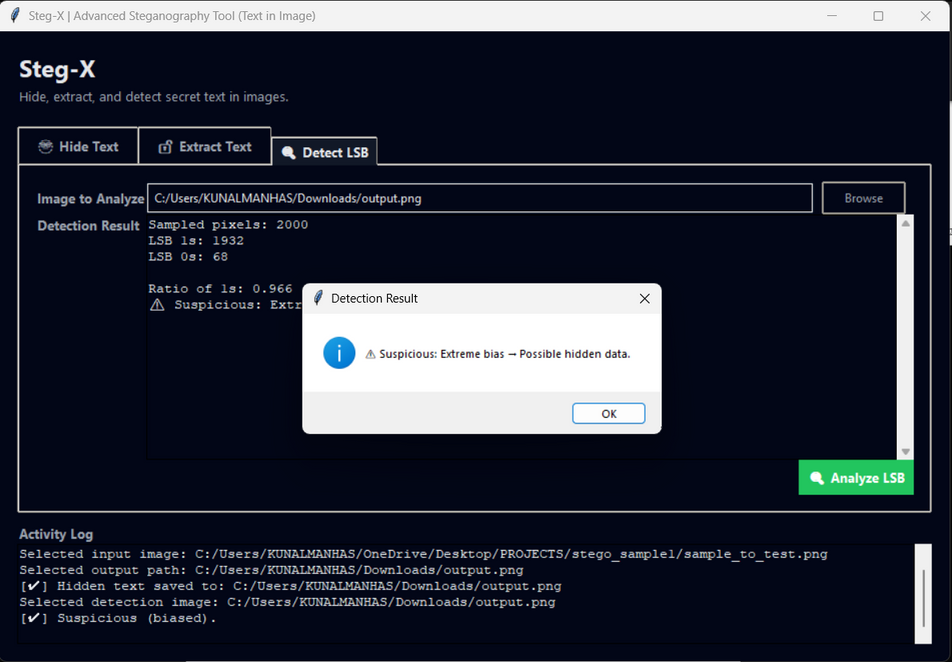 Steg-X | Advanced Steganography Tool (Text in Image)
Steg-X
Hide, extract, and detect secret text in images.
Hide Text
Extract Text
Detect LSB
Image to Analyze
C:/Users/KUNALMANHAS/Downloads/output.png
Browse
Detection Result
Sampled pixels: 2000
LSB 1s: 1932
LSB 0s: 68
Ratio of 1s: 0.966
⚠ Suspicious: Extr
Detection Result
⚠ Suspicious: Extreme bias → Possible hidden data.
OK
Analyze LSB
Activity Log
Selected input image: C:/Users/KUNALMANHAS/OneDrive/Desktop/PROJECTS/stego_sample1/sample_to_test.png
Selected output path: C:/Users/KUNALMANHAS/Downloads/output.png
[✔] Hidden text saved to: C:/Users/KUNALMANHAS/Downloads/output.png
Selected detection image: C:/Users/KUNALMANHAS/Downloads/output.png
[✔] Suspicious (biased).